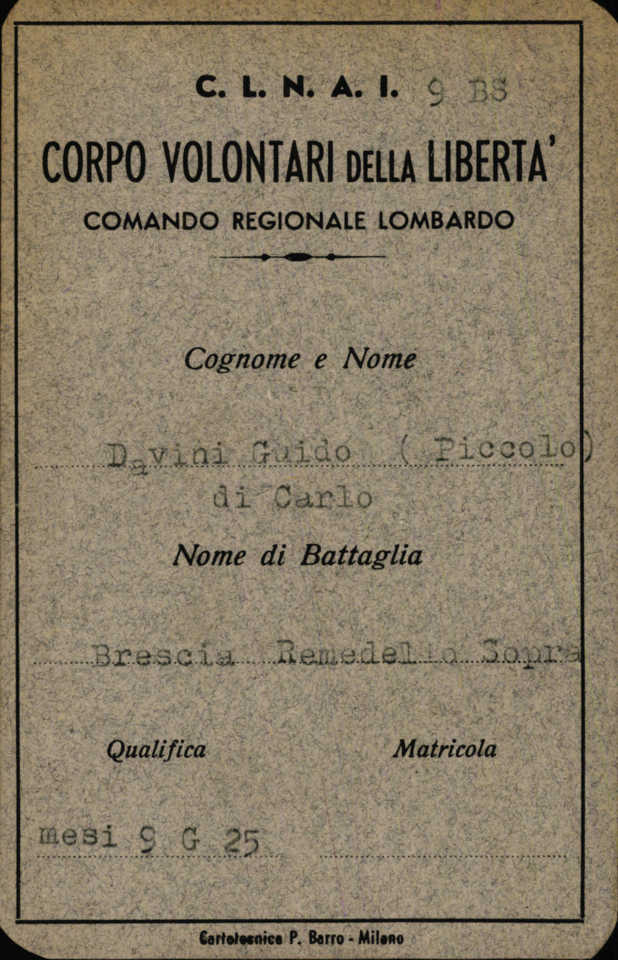 C. L. N. A. I. 9 BS
CORPO VOLONTARI DELLA LIBERTA'
COMANDO REGIONALE LOMBARDO
Cognome e Nome
Davini Guido ( Piccolo)
di Carlo
Nome di Battaglia
Brescia Remedello Sopra
Qualifica Matricola
mesi 9 G 25
Cartotecnica P. Barro - Milano